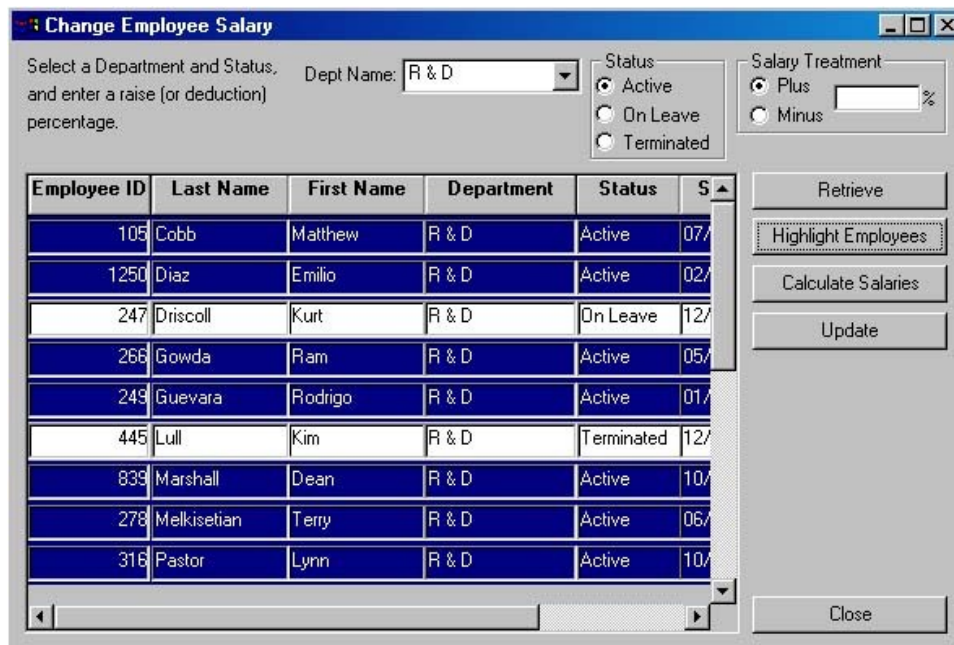 Change Employee Salary
Select a Department and Status,
and enter a raise (or deduction)
percentage.
Dept Name: R & D
Status
Active
On Leave
Terminated
Salary Treatment
Plus
Minus
%
Employee ID Last Name First Name Department Status S
105 Cobb Matthew R & D Active 07/
1250 Diaz Emilio R & D Active 02/
247 Driscoll Kurt R & D On Leave 12/
266 Gowda Ram R & D Active 05/
249 Guevara Rodrigo R & D Active 01/
445 Lull Kim R & D Terminated 12/
839 Marshall Dean R & D Active 10/
278 Melkisetian Terry R & D Active 06/
316 Pastor Lynn R & D Active 10/
Retrieve
Highlight Employees
Calculate Salaries
Update
Close